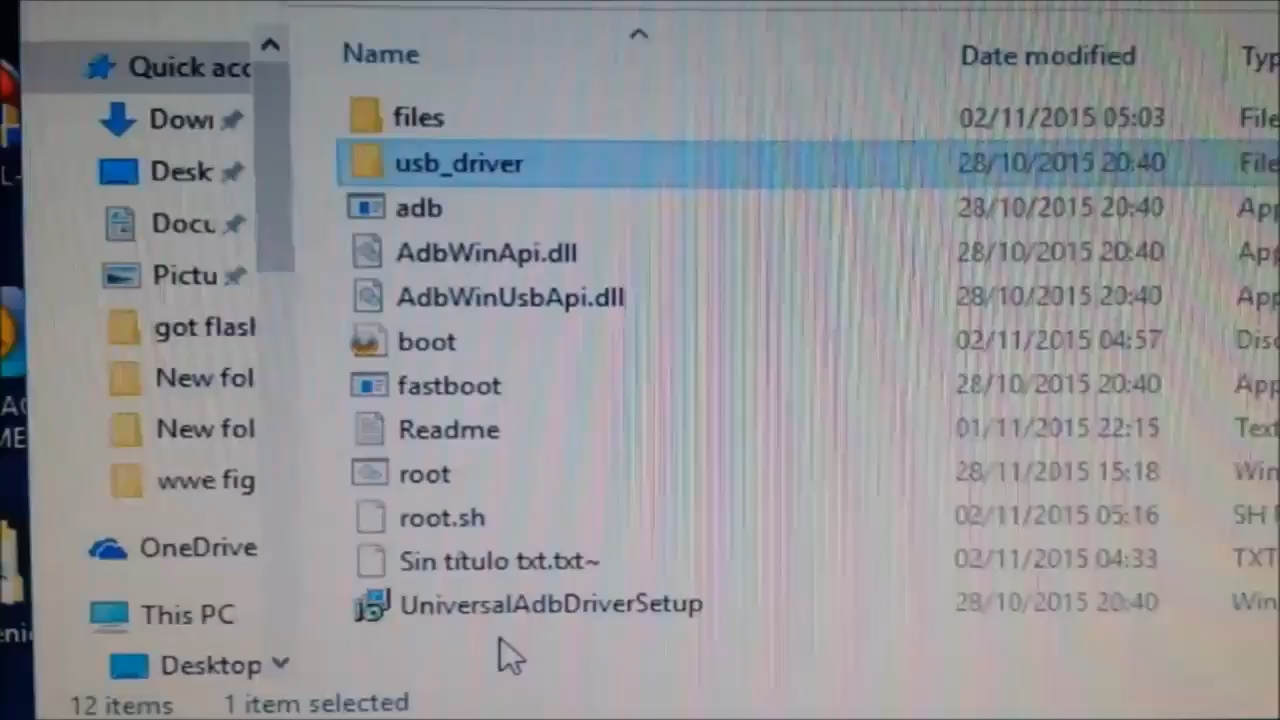 Name Date modified Typ
Quick acc
files 02/11/2015 05:03 File
Down
usb_driver 28/10/2015 20:40 File
Desk
adb 28/10/2015 20:40 App
Docu
AdbWinApi.dll 28/10/2015 20:40 App
Pictu
AdbWinUsbApi.dll 28/10/2015 20:40 App
got flash
boot 02/11/2015 04:57 Disc
New fol
fastboot 28/10/2015 20:40 App
New fol
Readme 01/11/2015 22:15 Text
wwe fig
root 28/11/2015 15:18 Win
root.sh 02/11/2015 05:16 SH F
OneDrive
Sin título txt.txt~ 02/11/2015 04:33 TXT
This PC
UniversalAdbDriverSetup 28/10/2015 20:40 Win
Desktop
12 items 1 item selected